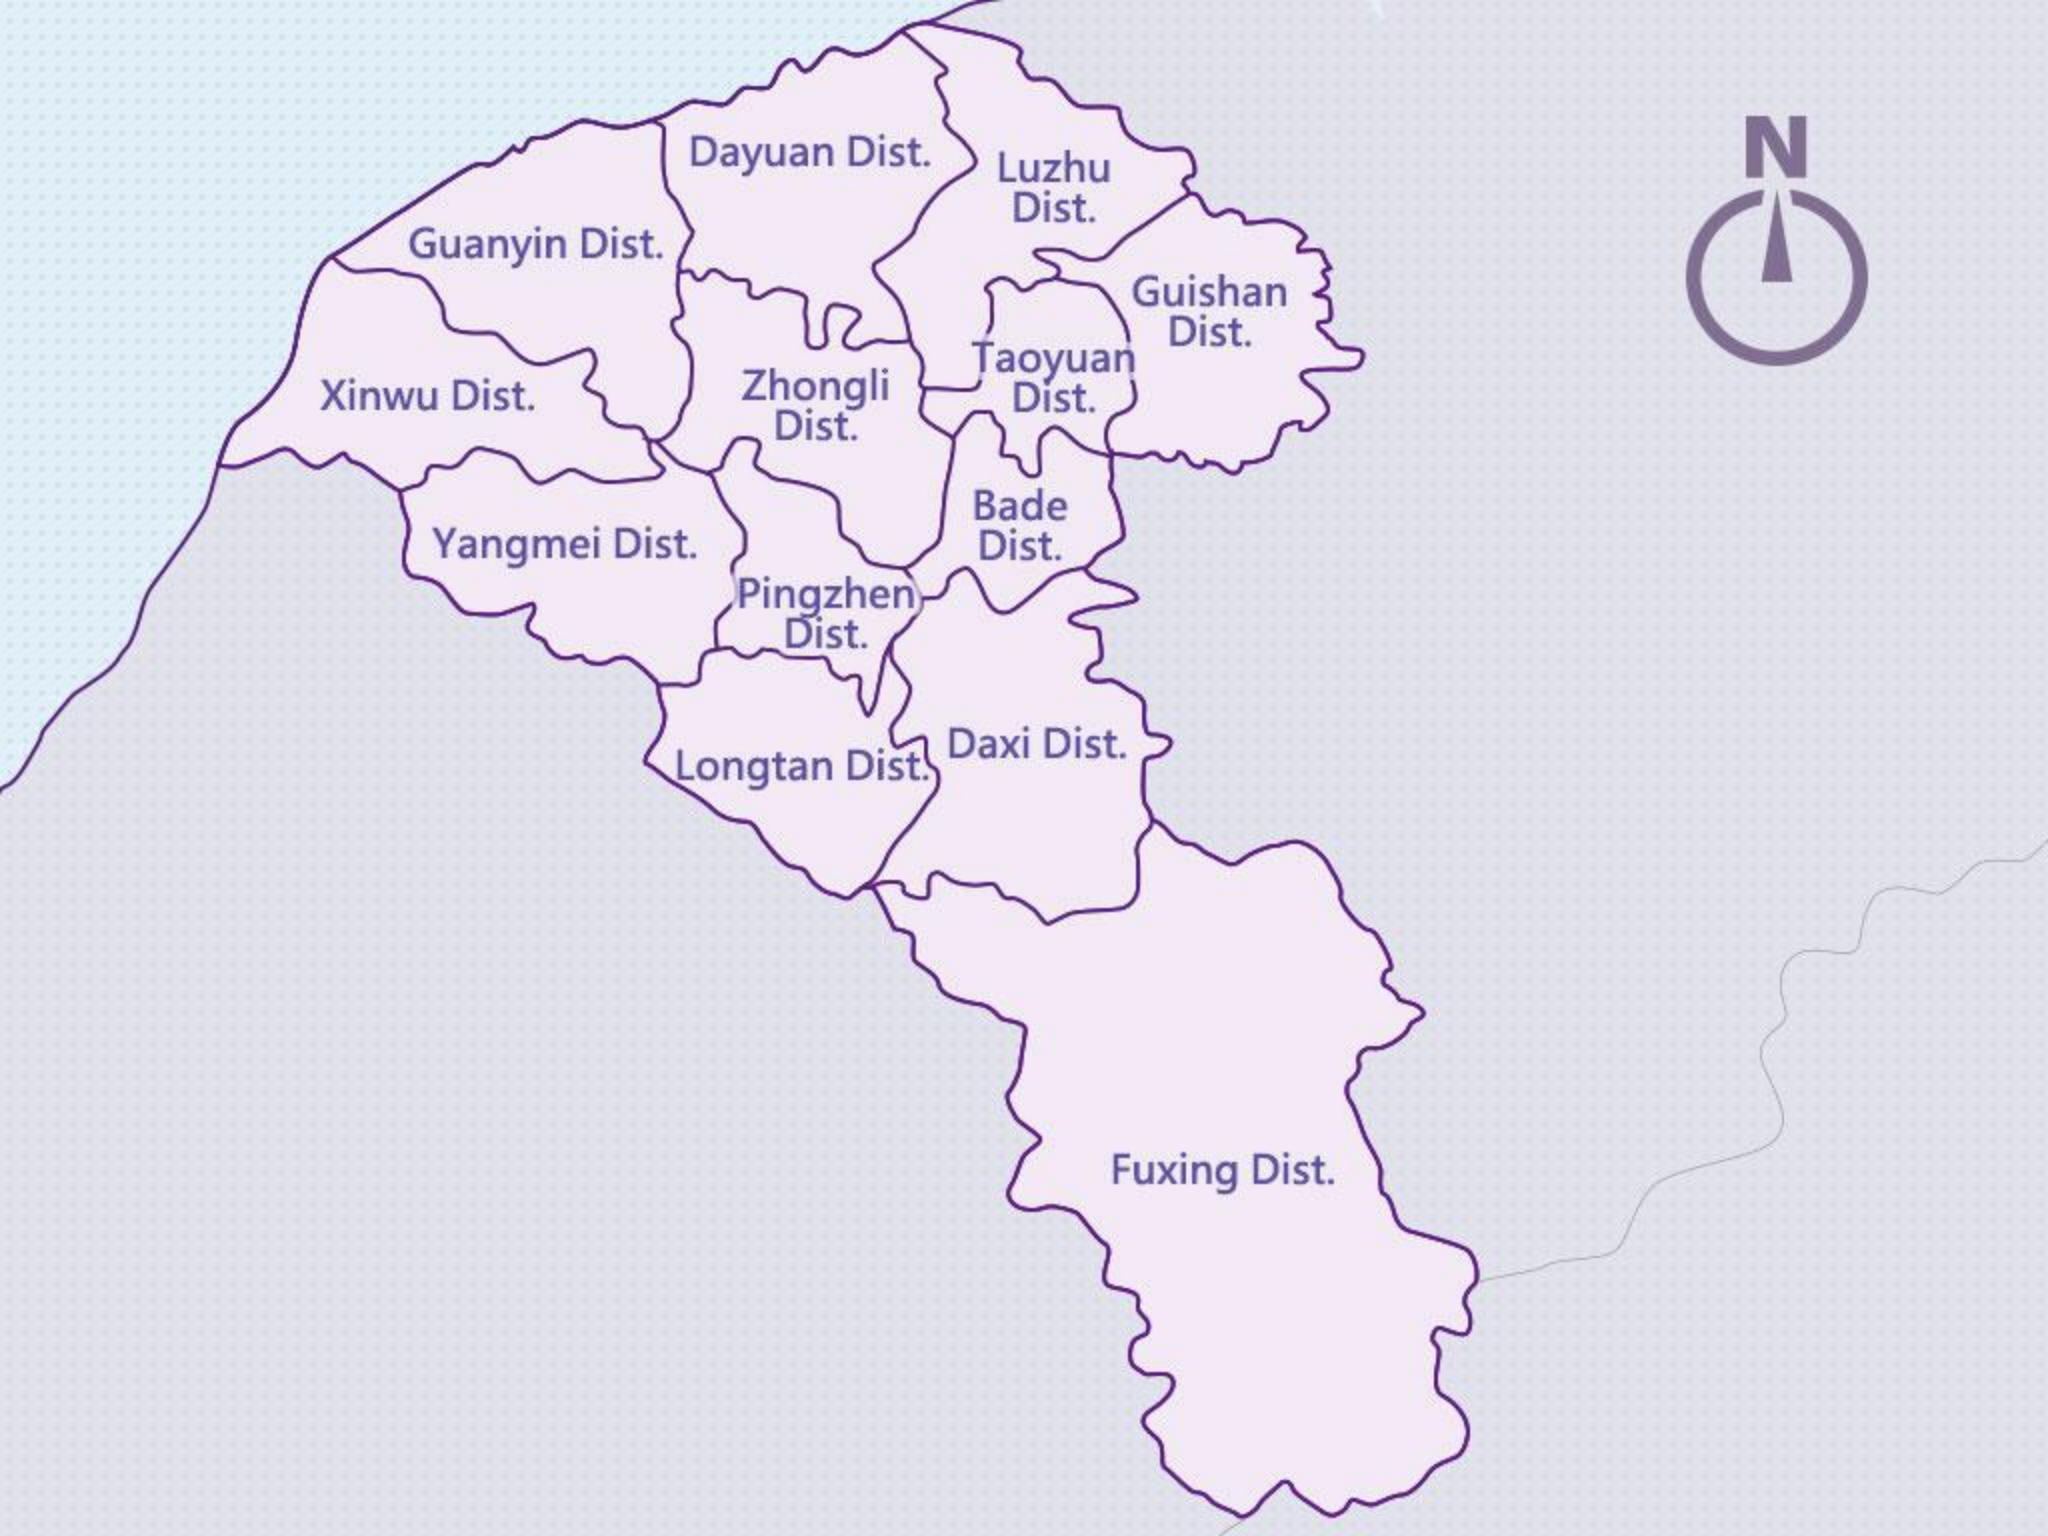 N
Dayuan Dist.
Luzhu
Dist.
Guanyin Dist.
Guishan
Dist.
Taoyuan
Dist.
Xinwu Dist.
Zhongli
Dist.
Bade
Dist.
Yangmei Dist.
Pingzhen
Dist.
Daxi Dist.
Longtan Dist.
Fuxing Dist.